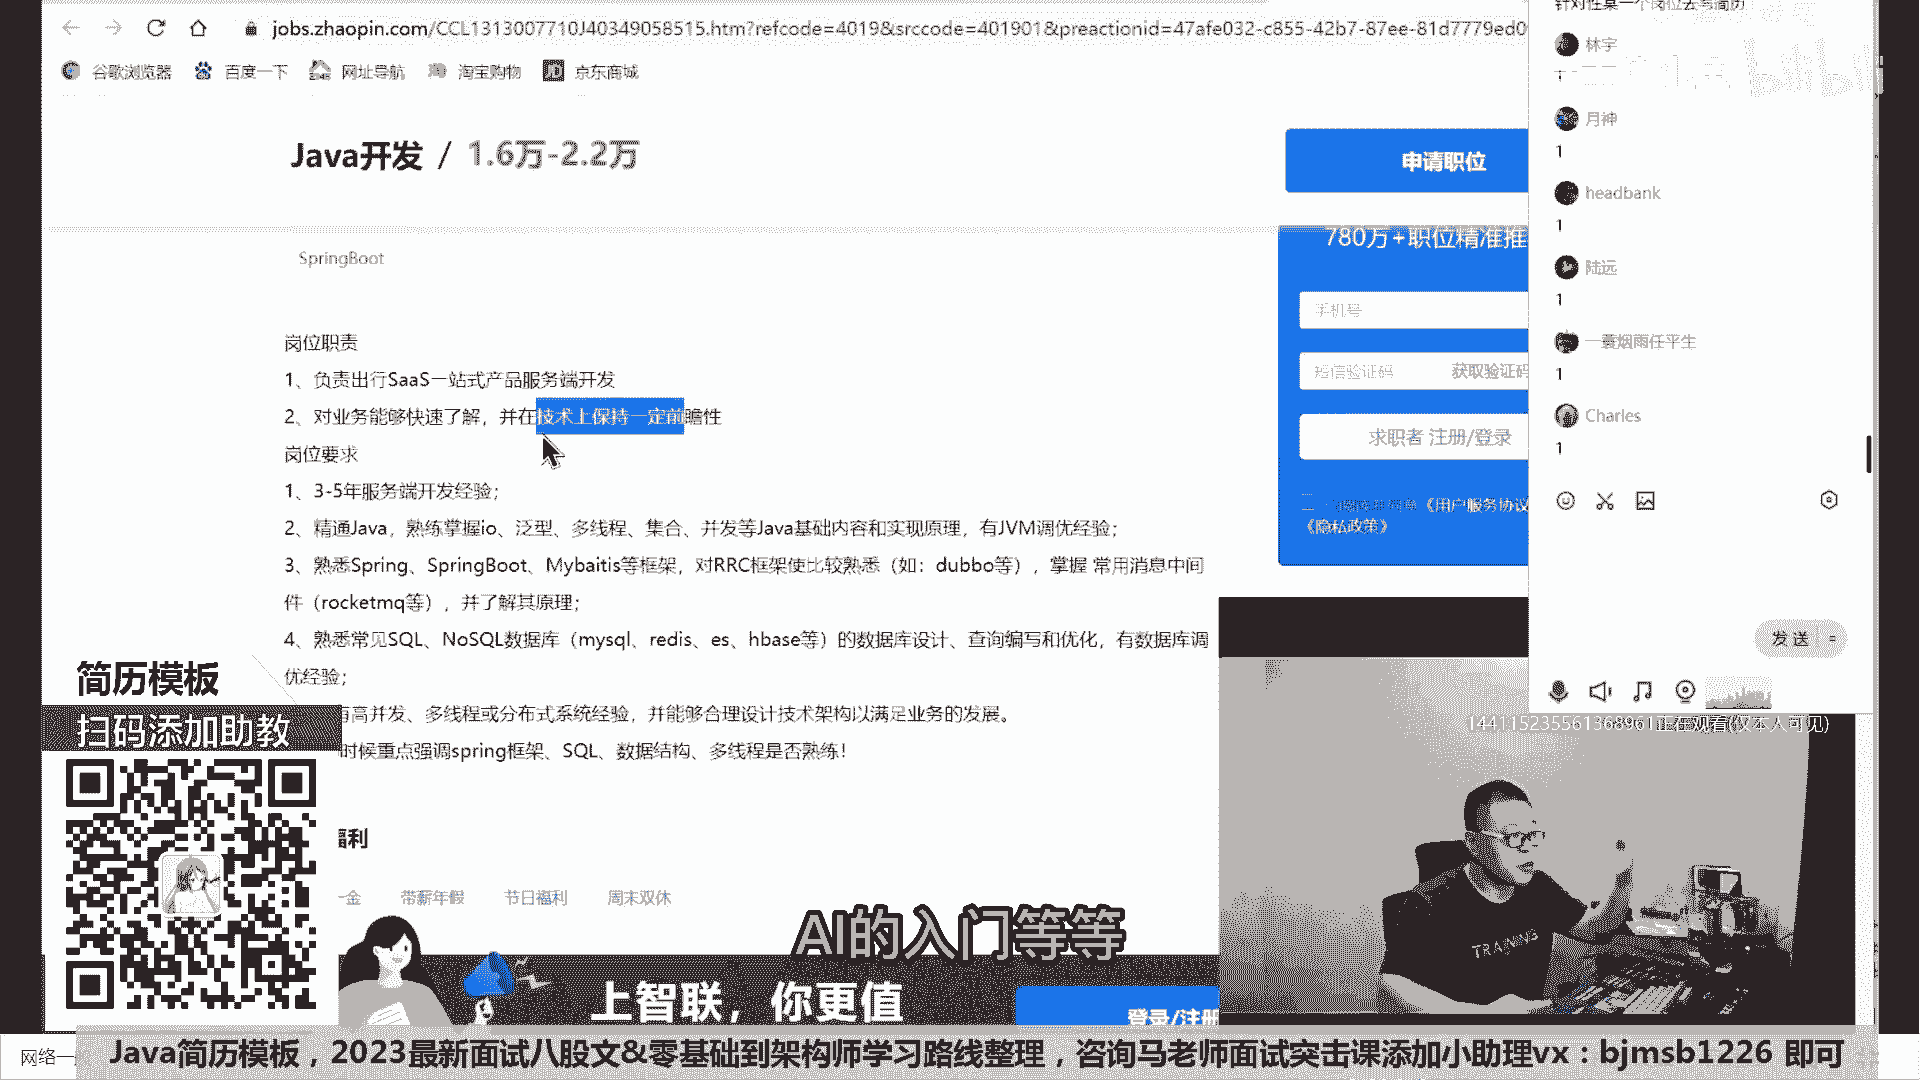 jobs.zhaopin.com/CCL1313007710J40349058515.htm?refcode=4019&srccode=401901&preactionid=47afe032-c855-42b7-87ee-81d7779ed0
谷歌浏览器 百度一下 网址导航 淘宝购物 京东商城
Java开发 / 1.6万-2.2万
申请职位
SpringBoot
岗位职责
1、负责出行SaaS一站式产品服务端开发
2、对业务能够快速了解，并在技术上保持一定前瞻性
岗位要求
1、3-5年服务端开发经验；
2、精通Java，熟练掌握io、泛型、多线程、集合、并发等Java基础内容和实现原理，有JVM调优经验；
3、熟悉Spring、SpringBoot、Mybaitis等框架，对RRC框架使比较熟悉（如：dubbo等），掌握 常用消息中间
件（rocketmq等），并了解其原理；
4、熟悉常见SQL、NoSQL数据库（mysql、redis、es、hbase等）的数据库设计、查询编写和优化，有数据库调
优经验；
有高并发、多线程或分布式系统经验，并能够合理设计技术架构以满足业务的发展。
时候重点强调spring框架、SQL、数据结构、多线程是否熟练！
福利
一金 带薪年假 节日福利 周末双休
780万+职位精准推
手机号
短信验证码 获取验证码
求职者 注册/登录
《用户服务协议
《隐私政策》
针对性某一个岗位去写简历
bilibili
林宇
1
月神
1
headbank
1
陆远
1
一蓑烟雨任平生
1
Charles
1
发送
144115235561368961正在观看(仅本人可见)
简历模板
扫码添加助教
TRAINING
AI的入门等等
上智联，你更值
登录/注册
网络一
Java简历模板，2023最新面试八股文&零基础到架构师学习路线整理，咨询马老师面试突击课添加小助理vx：bjmsb1226 即可